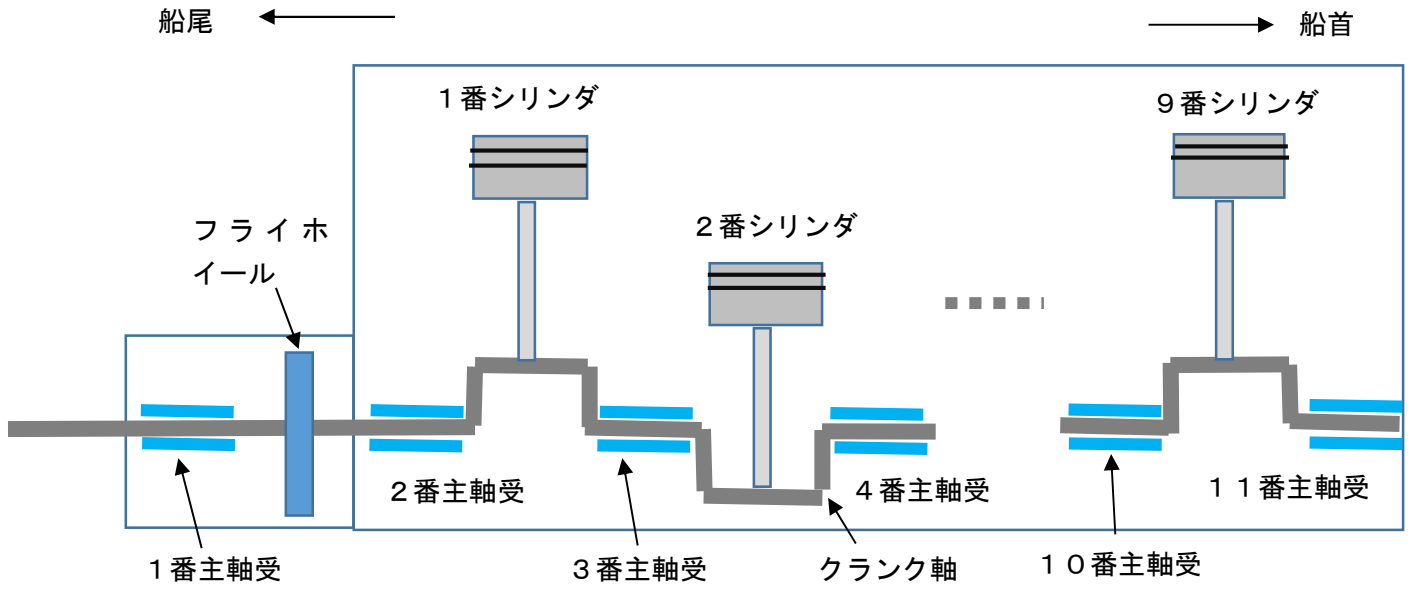 船尾
船首
１番シリンダ
９番シリンダ
２番シリンダ
フライホ
イール
２番主軸受
４番主軸受
１１番主軸受
１番主軸受
３番主軸受
クランク軸
１０番主軸受